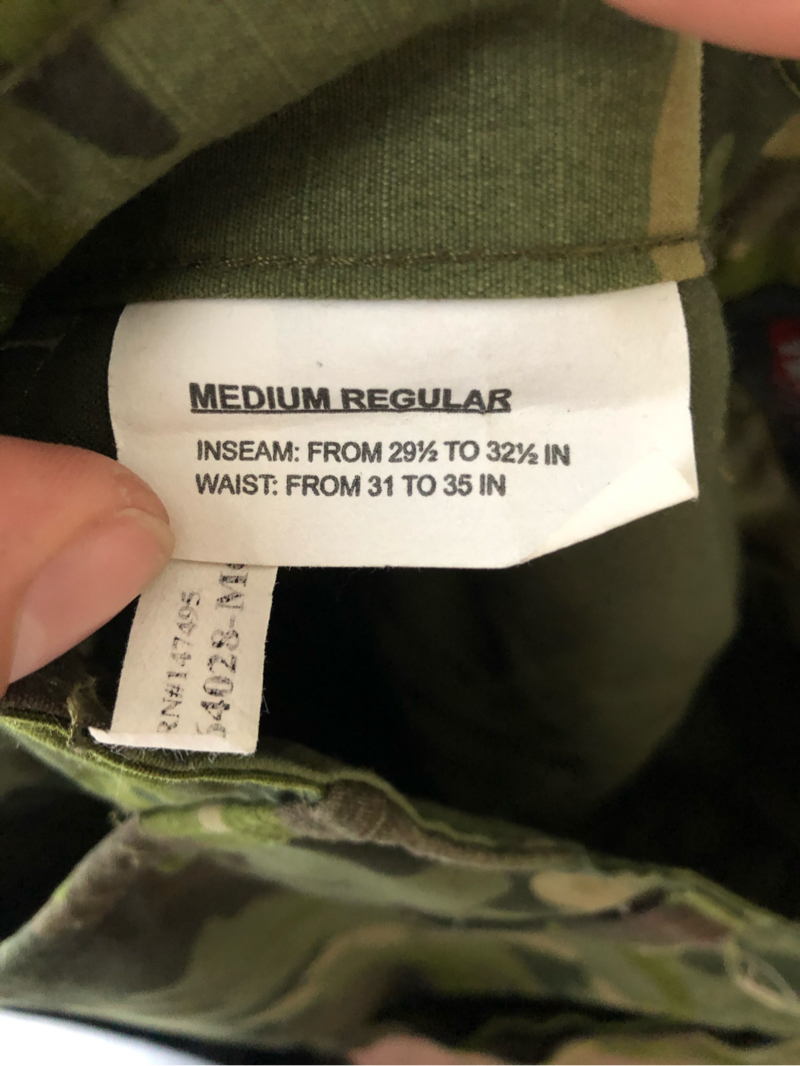 MEDIUM REGULAR
INSEAM: FROM 29½ TO 32½ IN
WAIST: FROM 31 TO 35 IN
RN#147495